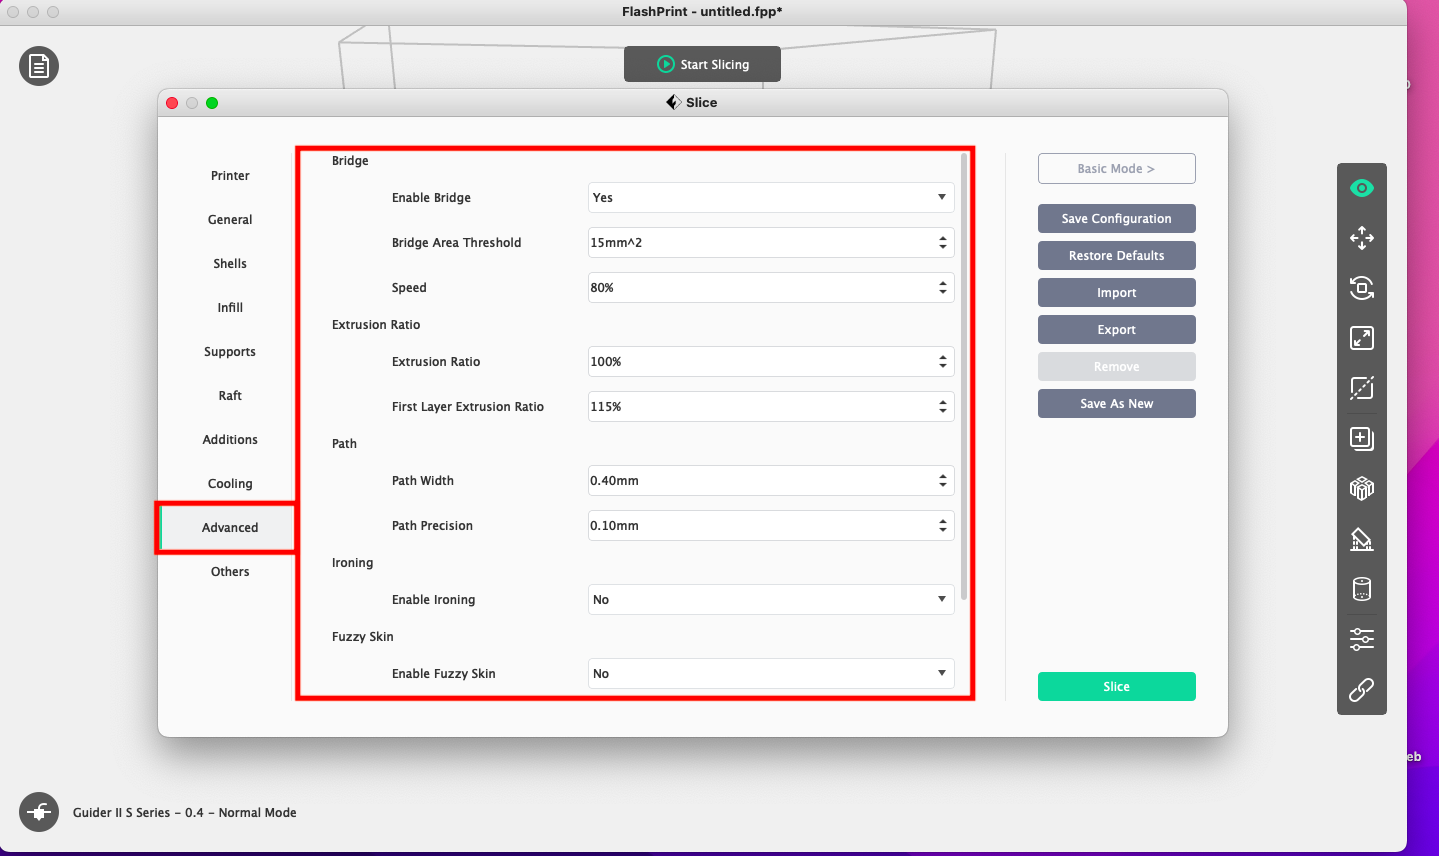 FlashPrint - untitled.fpp*
Start Slicing
Slice
Printer
General
Shells
Infill
Supports
Raft
Additions
Cooling
Advanced
Others
Bridge
Enable Bridge Yes
Bridge Area Threshold 15mm^2
Speed 80%
Extrusion Ratio
Extrusion Ratio 100%
First Layer Extrusion Ratio 115%
Path
Path Width 0.40mm
Path Precision 0.10mm
Ironing
Enable Ironing No
Fuzzy Skin
Enable Fuzzy Skin No
Basic Mode >
Save Configuration
Restore Defaults
Import
Export
Remove
Save As New
Slice
eb
Guider II S Series - 0.4 - Normal Mode